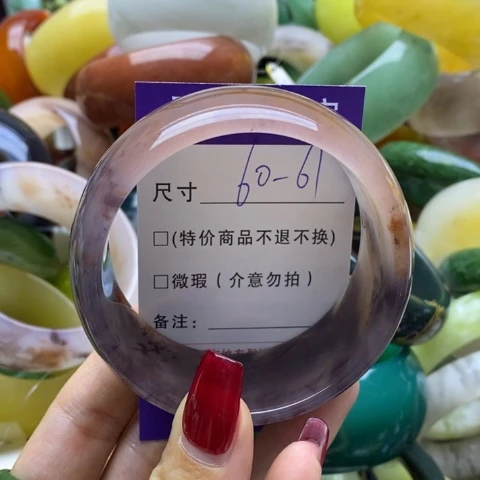 尺寸 60-61
□(特价商品不退不换)
□微瑕(介意勿拍)
备注: